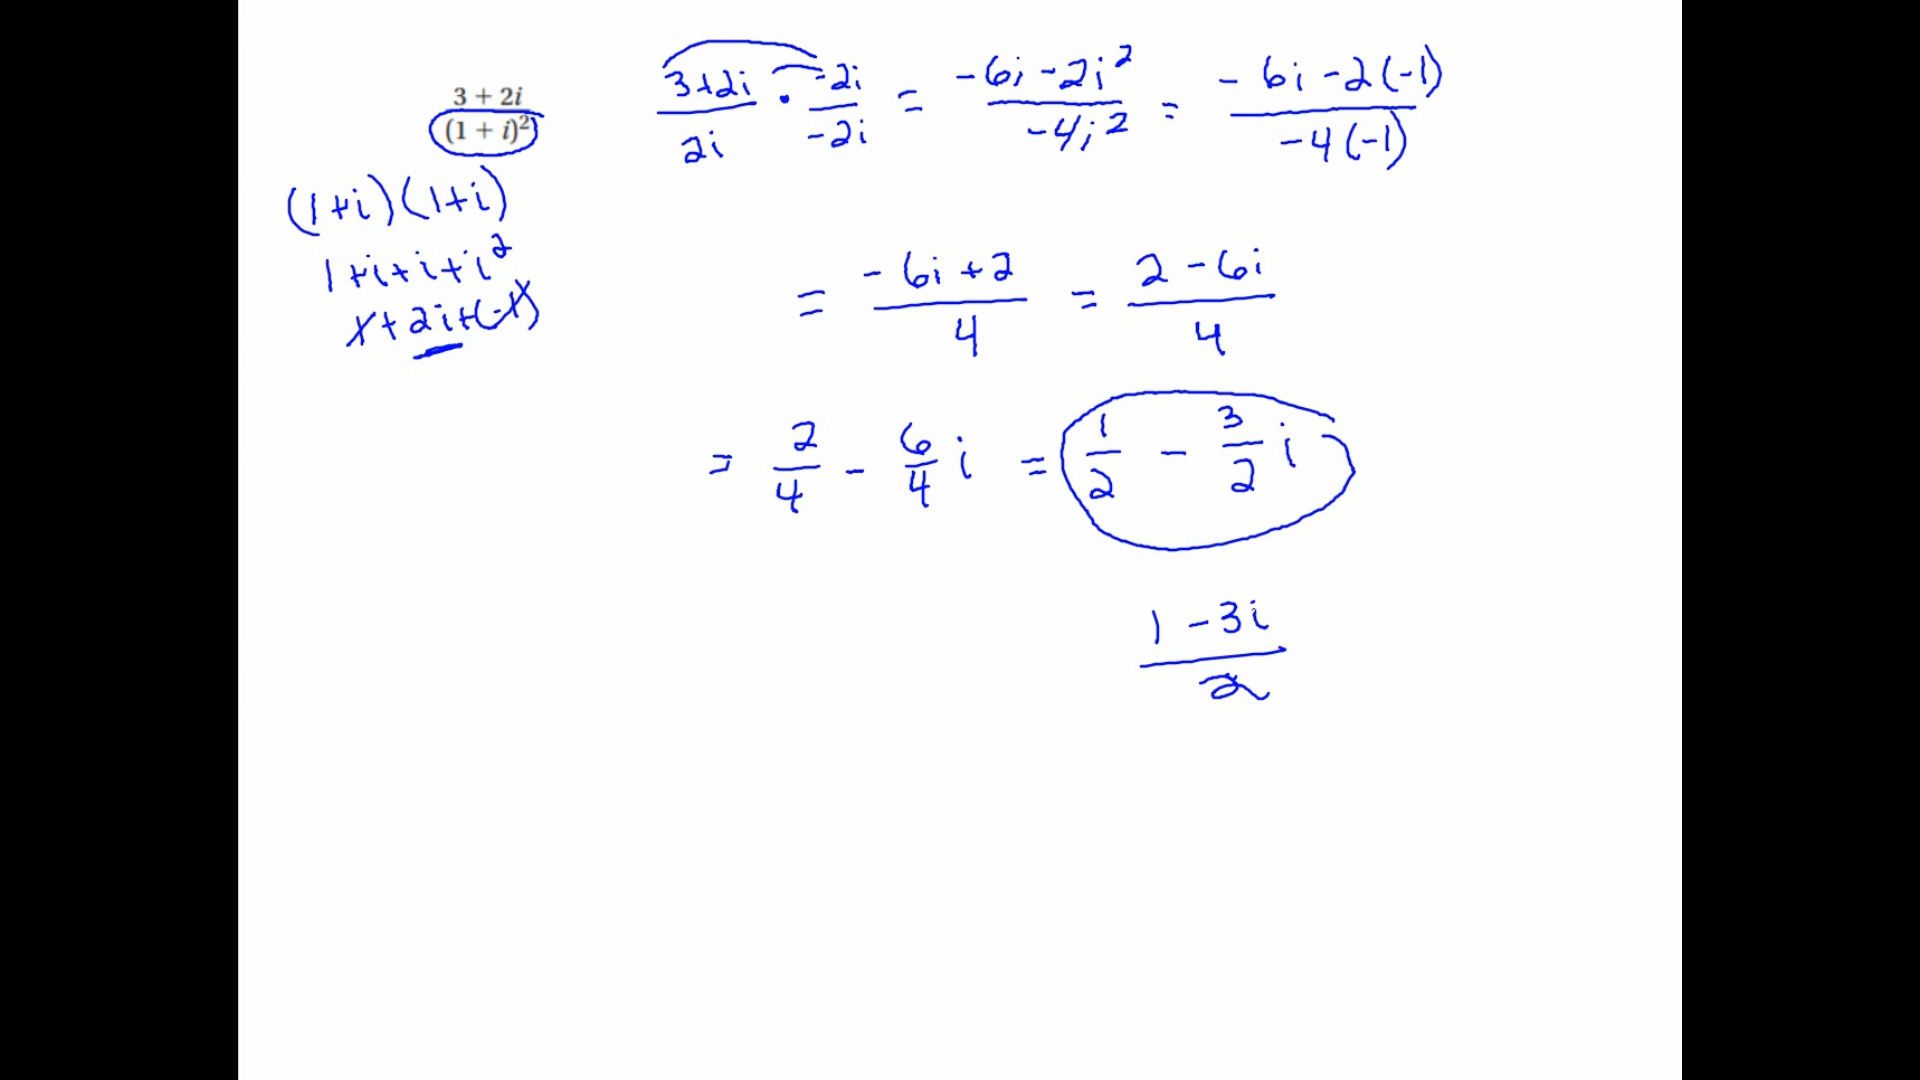 3 + 2i / (1 + i)²
(1+i)(1+i)
1+i+i+i²
1+2i+(-1)
3+2i / 2i · -2i / -2i = -6i -2i² / -4i² = -6i -2(-1) / -4(-1)
= -6i+2 / 4 = 2-6i / 4
= 2/4 - 6/4 i = 1/2 - 3/2 i
1-3i / 2